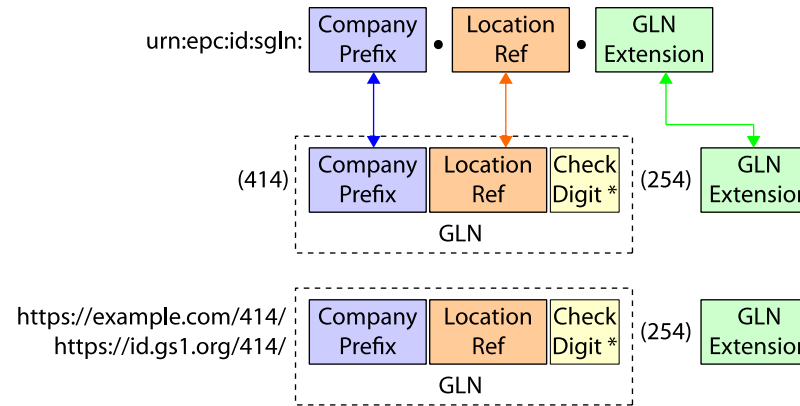 urn:epc:id:sgln:
Company
Prefix
Location
Ref
GLN
Extension
(414)
Company
Prefix
Location
Ref
Check
Digit *
(254)
GLN
Extension
GLN
https://example.com/414/
https://id.gs1.org/414/
Company
Prefix
Location
Ref
Check
Digit *
(254)
GLN
Extension
GLN